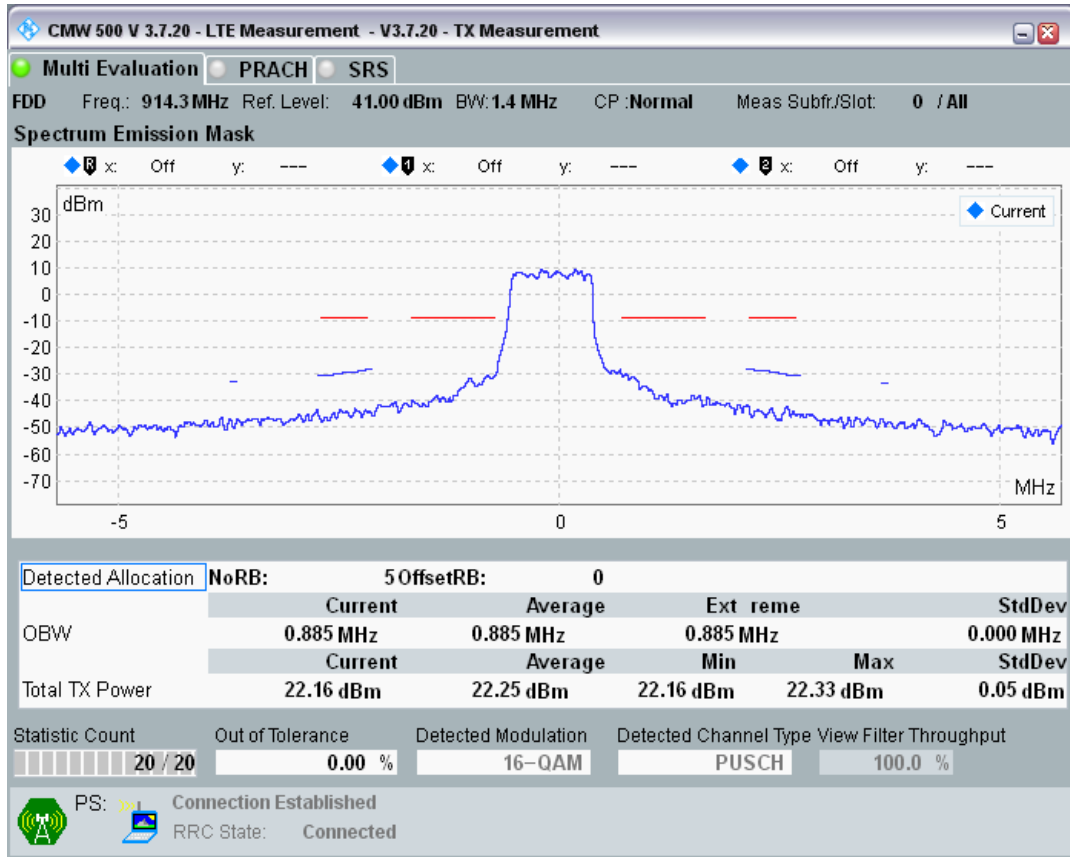 CMW 500 V 3.7.20 - LTE Measurement - V3.7.20 - TX Measurement
Multi Evaluation PRACH SRS
FDD Freq.: 914.3 MHz Ref. Level: 41.00 dBm BW: 1.4 MHz CP :Normal Meas Subfr./Slot: 0 / All
Spectrum Emission Mask
R x: Off y: --- 1 x: Off y: --- 2 x: Off y: ---
dBm
Current
30
20
10
0
-10
-20
-30
-40
-50
-60
-70
MHz
-5 0 5
Detected Allocation NoRB: 5 OffsetRB: 0
Current Average Ext reme StdDev
OBW 0.885 MHz 0.885 MHz 0.885 MHz 0.000 MHz
Current Average Min Max StdDev
Total TX Power 22.16 dBm 22.25 dBm 22.16 dBm 22.33 dBm 0.05 dBm
Statistic Count Out of Tolerance Detected Modulation Detected Channel Type View Filter Throughput
20 / 20 0.00 % 16-QAM PUSCH 100.0 %
PS: Connection Established
RRC State: Connected